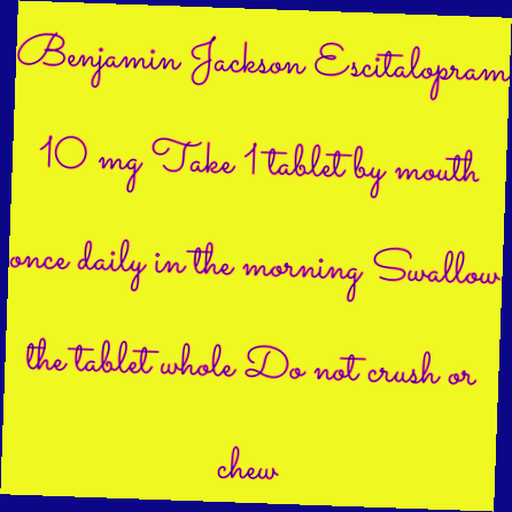 Benjamin Jackson Escitalopram
10 mg Take 1 tablet by mouth
once daily in the morning Swallow
the tablet whole Do not crush or
chew